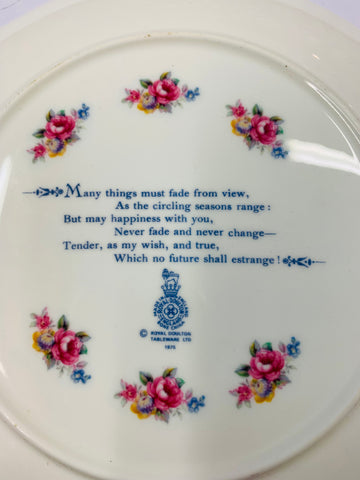 Many things must fade from view,
As the circling seasons range:
But may happiness with you,
Never fade and never change—
Tender, as my wish, and true,
Which no future shall estrange!
ROYAL DOULTON
ENGLAND
© ROYAL DOULTON
TABLEWARE LTD
1975